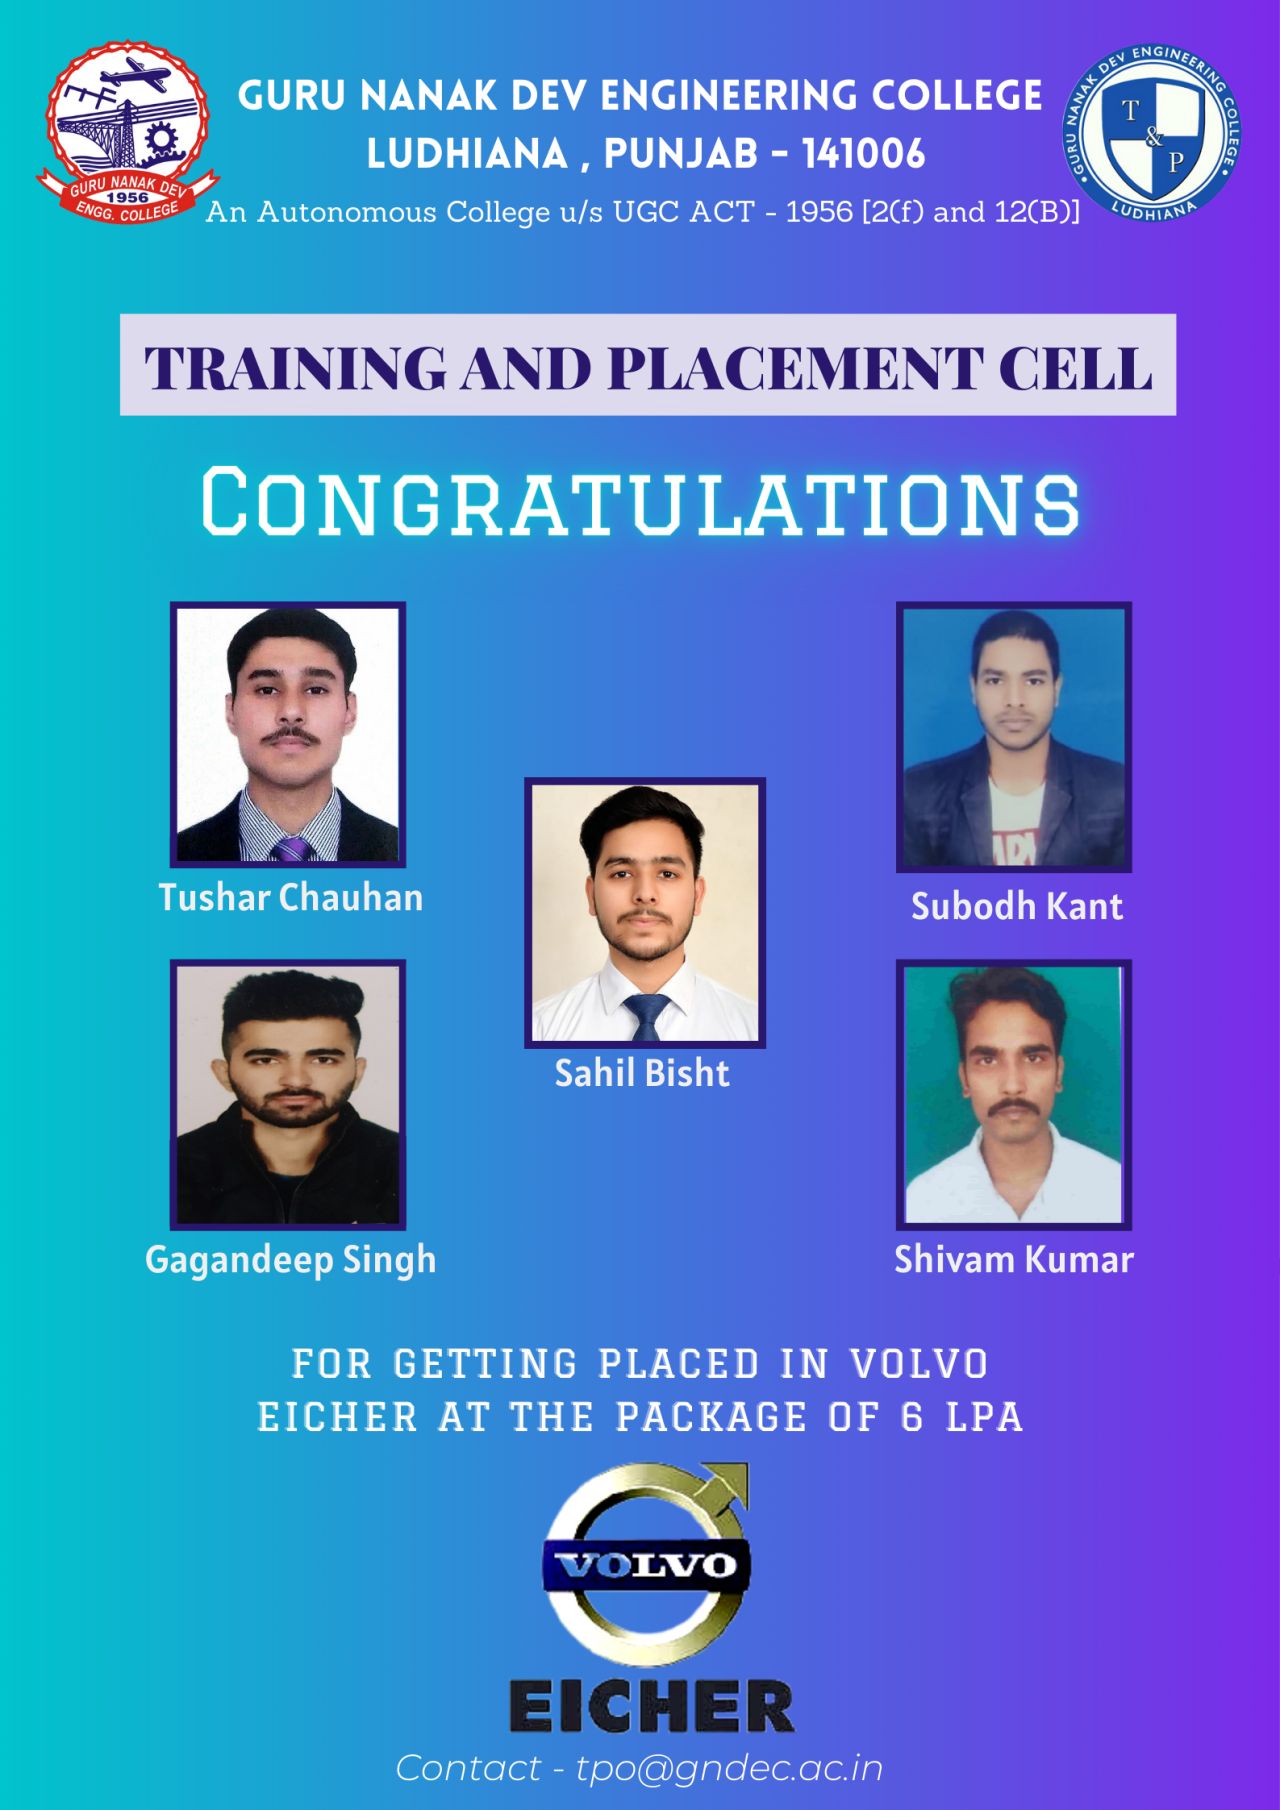 GURU NANAK DEV ENGINEERING COLLEGE
LUDHIANA , PUNJAB - 141006
An Autonomous College u/s UGC ACT - 1956 [2(f) and 12(B)]
GURU NANAK DEV
1956
ENGG. COLLEGE
GURU NANAK DEV ENGINEERING COLLEGE
T
&
P
LUDHIANA
TRAINING AND PLACEMENT CELL
CONGRATULATIONS
Tushar Chauhan
Subodh Kant
Sahil Bisht
Gagandeep Singh
Shivam Kumar
FOR GETTING PLACED IN VOLVO
EICHER AT THE PACKAGE OF 6 LPA
VOLVO
EICHER
Contact - tpo@gndec.ac.in